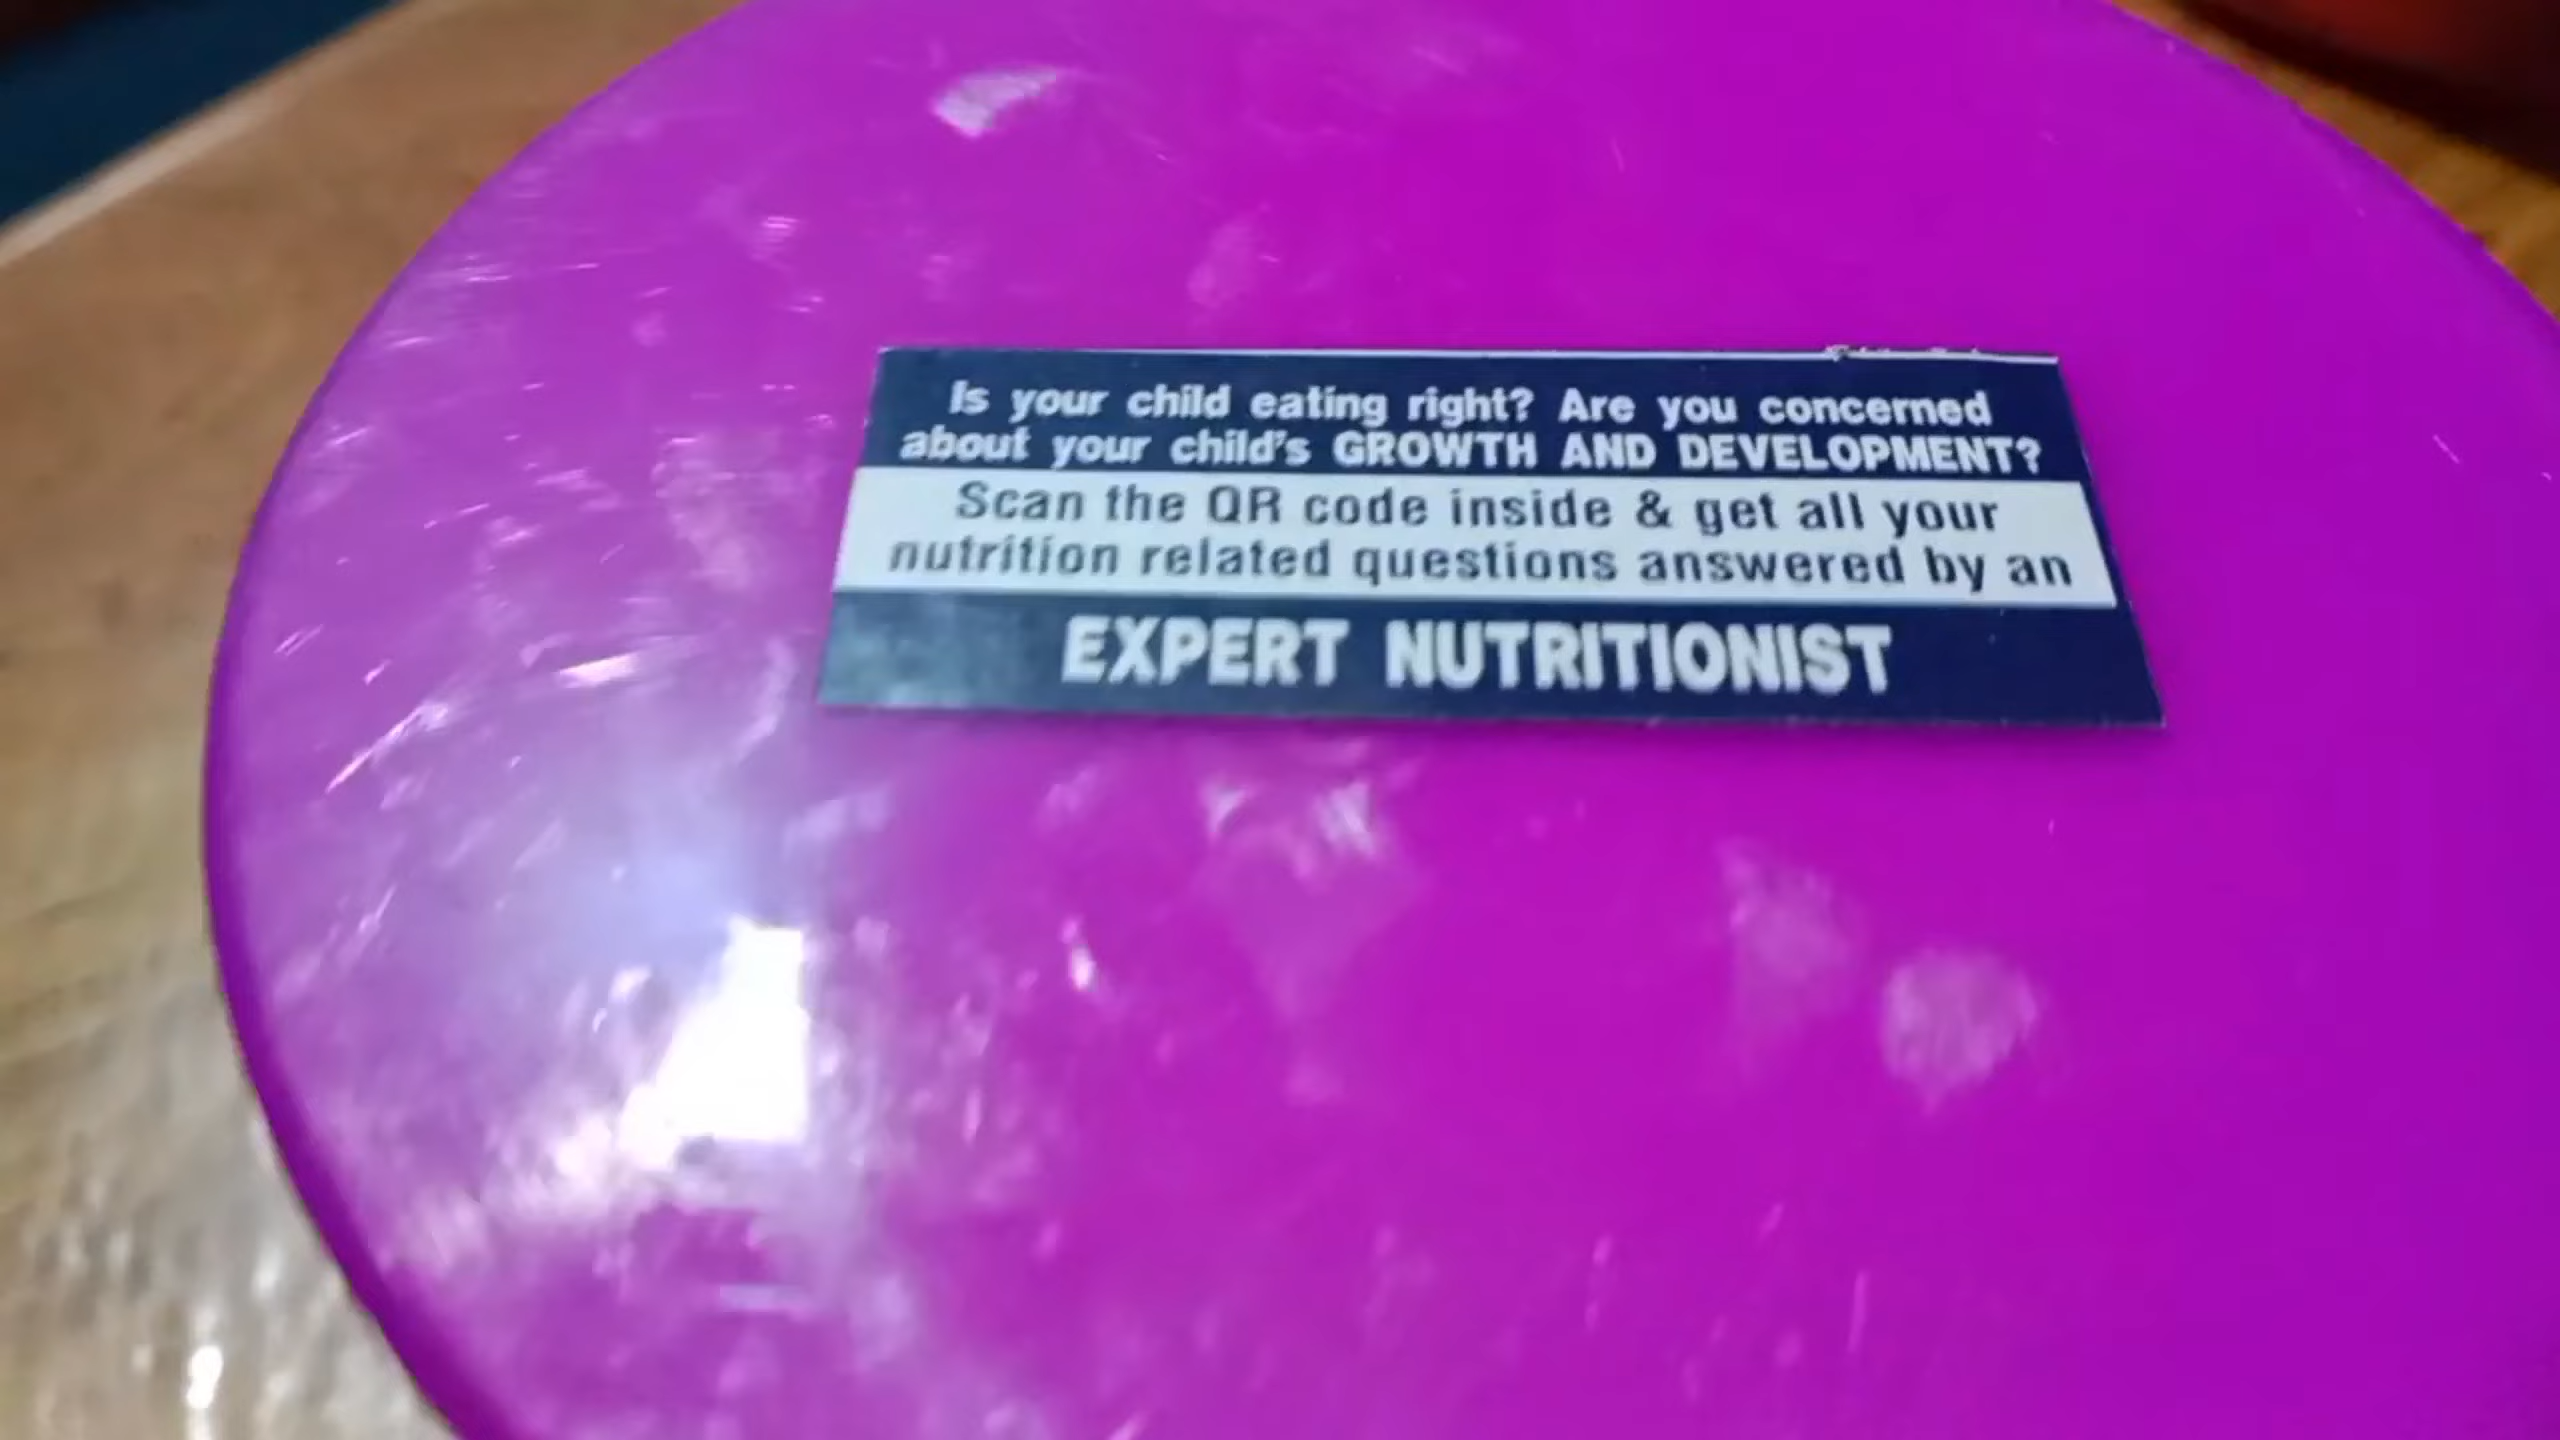 Is your child eating right? Are you concerned
about your child's GROWTH AND DEVELOPMENT?
Scan the QR code inside & get all your
nutrition related questions answered by an
EXPERT NUTRITIONIST